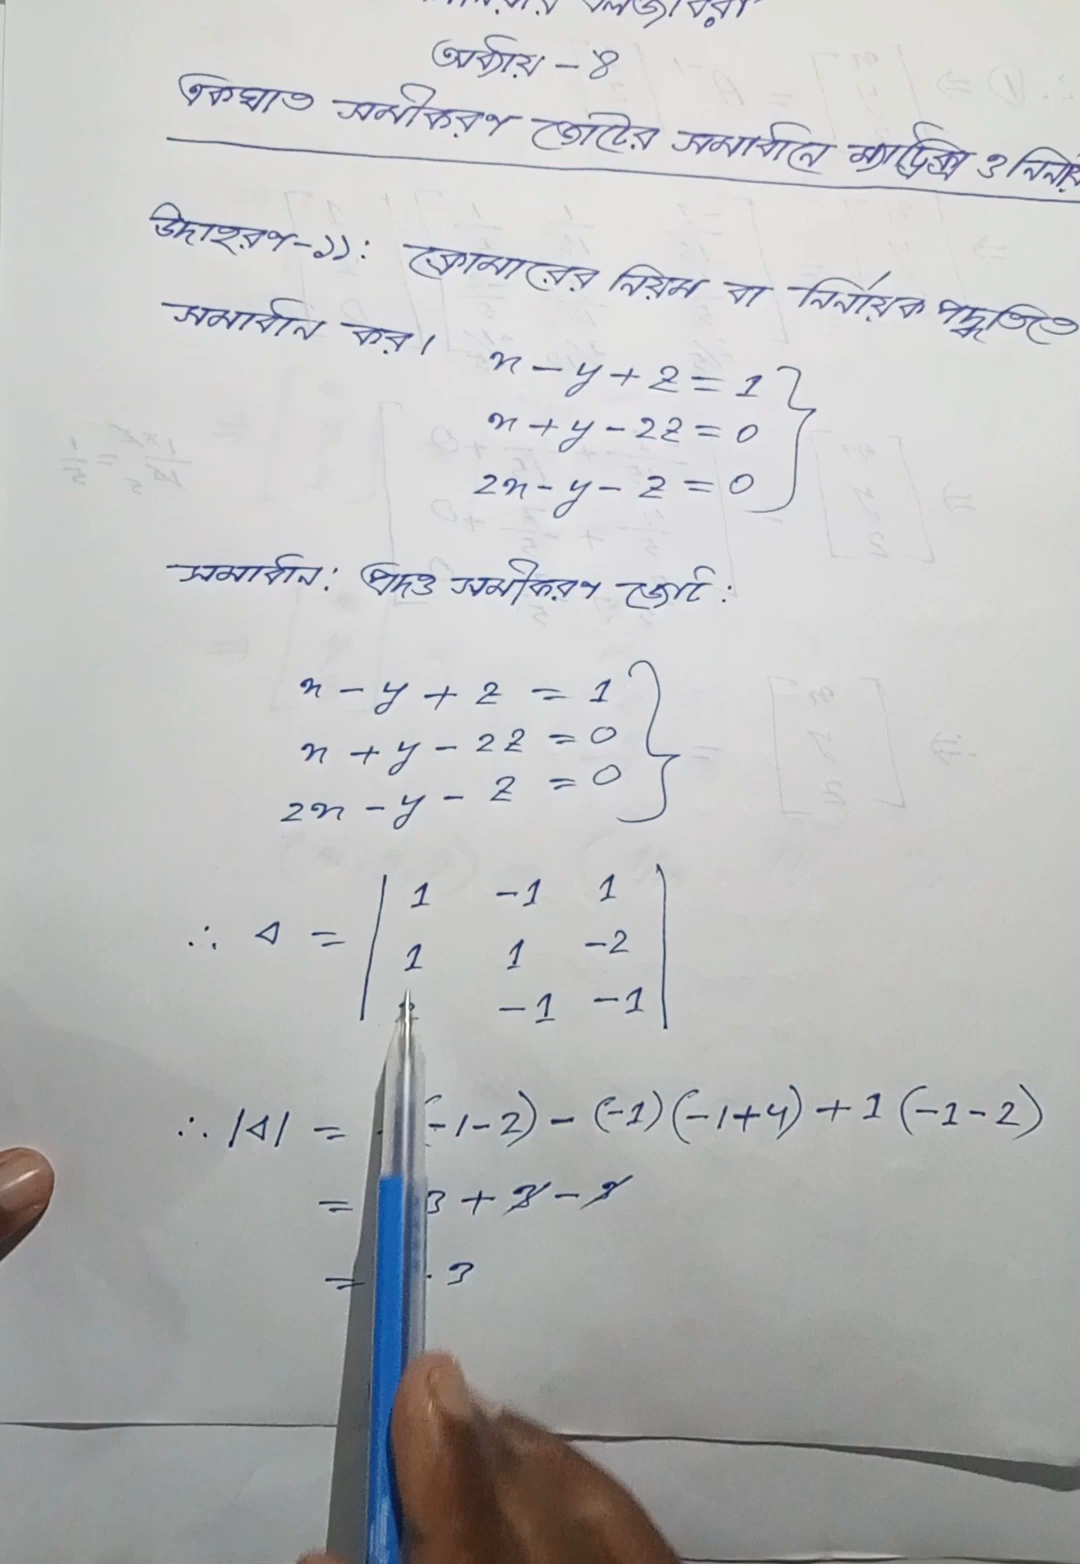 অধ্যায় - ৪
একঘাত সমীকরণ জোটের সমাধানে ম্যাট্রিক্স ও
উদাহরণ-১১: ক্রোমারের নিয়ম বা নির্নায়ক পদ্ধতিতে
সমাধান কর।
x - y + z = 1
x + y - 2z = 0
2x - y - z = 0
সমাধান: প্রদত্ত সমীকরণ জোট:
x - y + z = 1
x + y - 2z = 0
2x - y - z = 0
∴ Δ = | 1 -1 1 |
1 1 -2
-1 -1
∴ |Δ| = (-1-2) - (-1)(-1+4) + 1(-1-2)
= 3 + 3 - 3
= 3